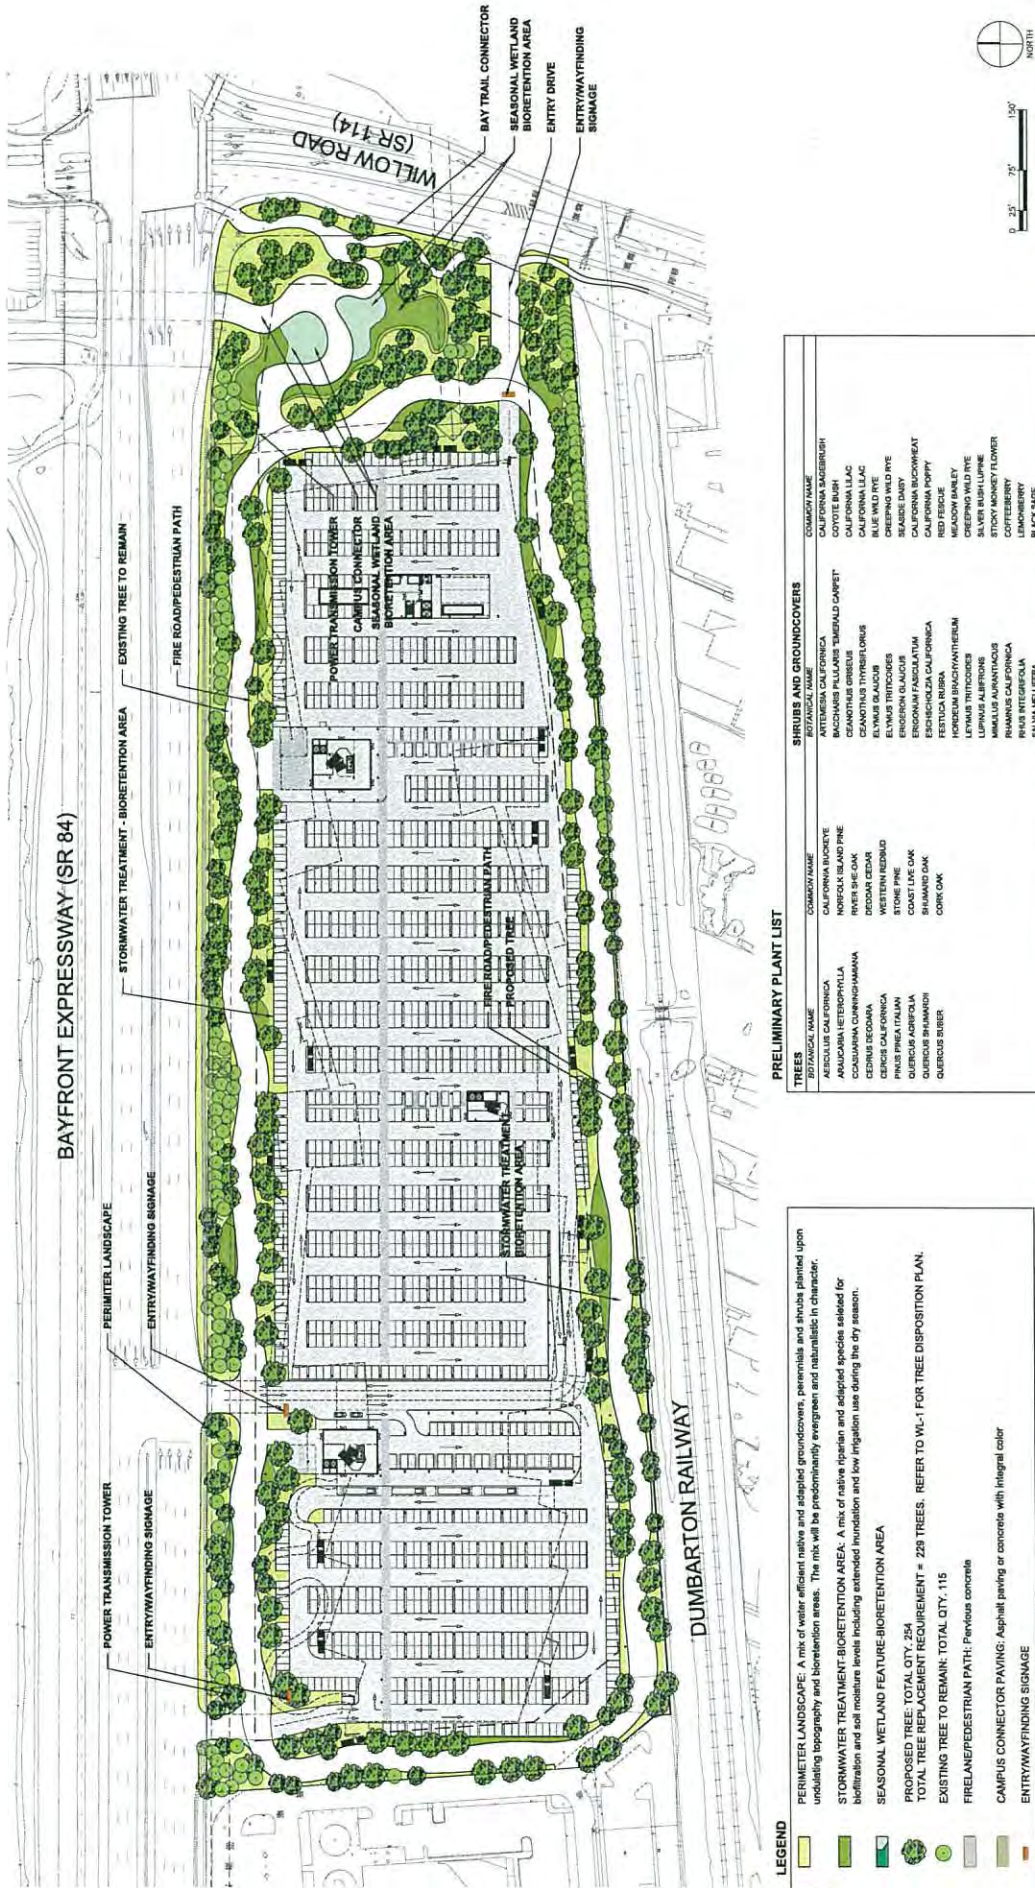 BAYFRONT EXPRESSWAY (SR 84)
WILLOW ROAD
(SR 114)
DUMBARTON RAILWAY
POWER TRANSMISSION TOWER
ENTRY/WAYFINDING SIGNAGE
PERIMETER LANDSCAPE
ENTRY/WAYFINDING SIGNAGE
STORMWATER TREATMENT - BIORETENTION AREA
EXISTING TREE TO REMAIN
FIRE ROAD/PEDESTRIAN PATH
BAY TRAIL CONNECTOR
SEASONAL WETLAND
BIORETENTION AREA
ENTRY DRIVE
ENTRY/WAYFINDING
SIGNAGE
POWER TRANSMISSION TOWER
CAMPUS CONNECTOR
SEASONAL WETLAND
BIORETENTION AREA
FIRE ROAD/PEDESTRIAN PATH
PROPOSED TREE
STORMWATER TREATMENT
BIORETENTION AREA
0 25' 75' 150'
NORTH
LEGEND
PERIMETER LANDSCAPE: A mix of water efficient native and adapted groundcovers, perennials and shrubs planted upon
undulating topography and bioretention areas. The mix will be predominantly evergreen and naturalistic in character.
STORMWATER TREATMENT-BIORETENTION AREA: A mix of native riparian and adapted species seleted for
biofiltration and soil moisture levels including extended inundation and low irrigation use during the dry season.
SEASONAL WETLAND FEATURE-BIORETENTION AREA
PROPOSED TREE: TOTAL QTY. 254
TOTAL TREE REPLACEMENT REQUIREMENT = 229 TREES. REFER TO WL-1 FOR TREE DISPOSITION PLAN.
EXISTING TREE TO REMAIN: TOTAL QTY. 115
FIRELANE/PEDESTRIAN PATH: Pervious concrete
CAMPUS CONNECTOR PAVING: Asphalt paving or concrete with integral color
ENTRY/WAYFINDING SIGNAGE
PRELIMINARY PLANT LIST
TREES
BOTANICAL NAME COMMON NAME
AESCULUS CALIFORNICA CALIFORNIA BUCKEYE
ARAUCARIA HETEROPHYLLA NORFOLK ISLAND PINE
CCASUARINA CUNNINGHAMIANA RIVER SHE-OAK
CEDRUS DEODARA DEODAR CEDAR
CERCIS CALIFORNICA WESTERN REDBUD
PINUS PINEA ITALIAN STONE PINE
QUERCUS AGRIFOLIA COAST LIVE OAK
QUERCUS SHUMARDII SHUMARD OAK
QUERCUS SUBER CORK OAK
SHRUBS AND GROUNDCOVERS
BOTANICAL NAME COMMON NAME
ARTEMESIA CALIFORNICA CALIFORNIA SAGEBRUSH
BACCHARIS PILULARIS "EMERALD CARPET" COYOTE BUSH
CEANOTHUS GRISEUS CALIFORNIA LILAC
CEANOTHUS THYRSIFLORUS CALIFORNIA LILAC
ELYMUS GLAUCUS BLUE WILD RYE
ELYMUS TRITICOIDES CREEPING WILD RYE
ERIGERON GLAUCUS SEASIDE DAISY
ERIOGONUM FASICULATUM CALIFORNIA BUCKWHEAT
ESCHSCHOLZIA CALIFORNICA CALIFORNIA POPPY
FESTUCA RUBRA RED FESCUE
HORDEUM BRACHYANTHERUM MEADOW BARLEY
LEYMUS TRITICOIDES CREEPING WILD RYE
LUPINUS ALBIFRONS SILVER BUSH LUPINE
MIMULUS AURANTIACUS STICKY MONKEY FLOWER
RHAMNUS CALIFORNICA COFFEEBERRY
RHUS INTEGRIFOLIA LEMONBERRY